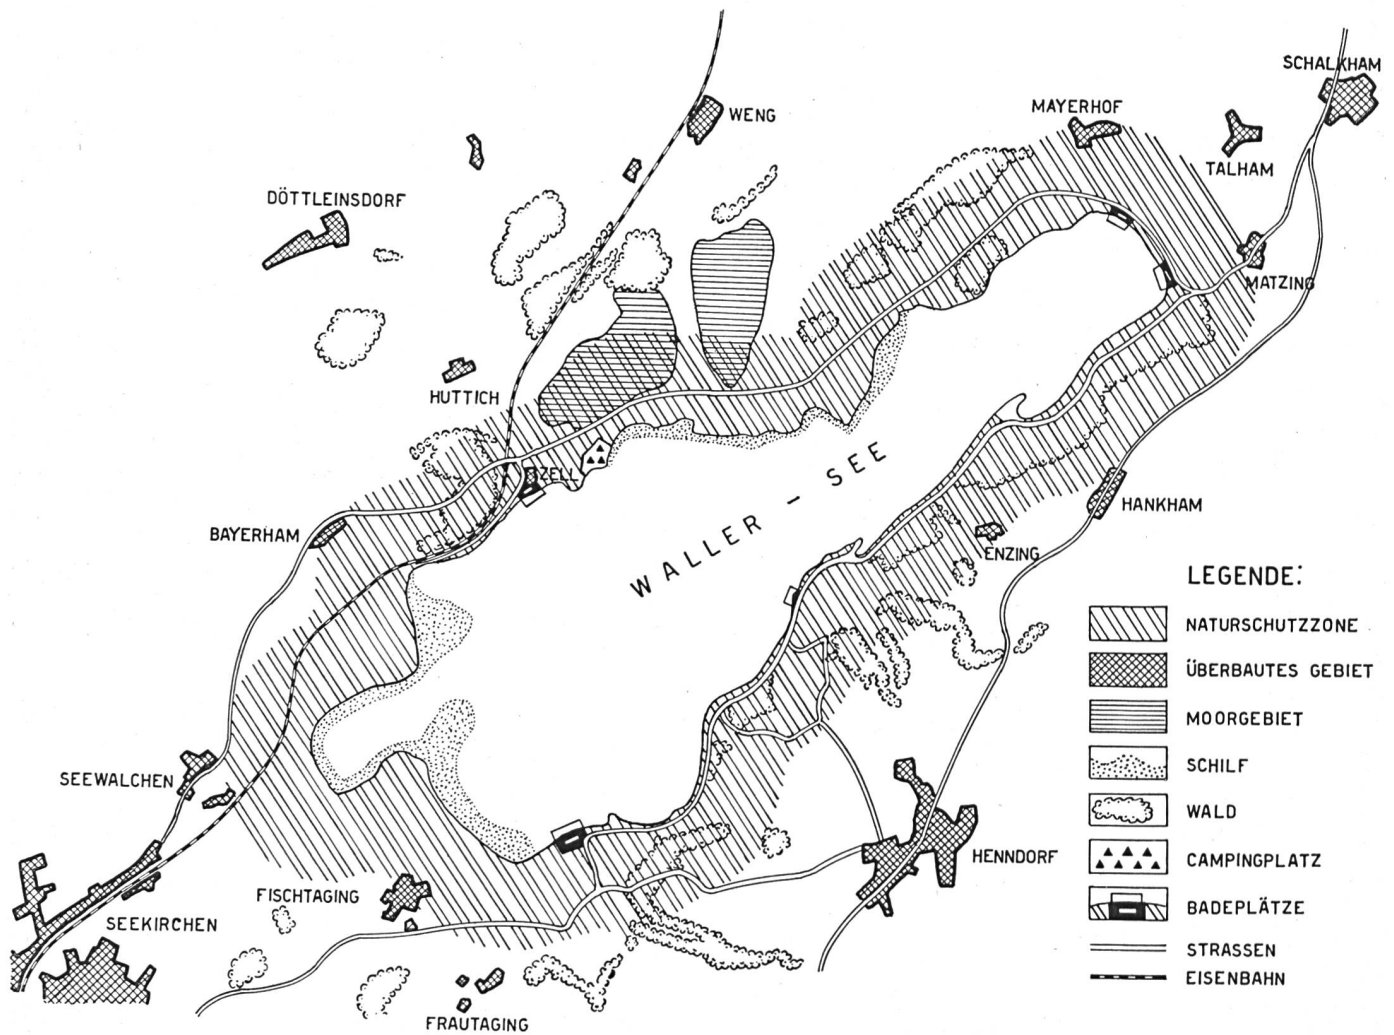 SCHALKHAM
MAYERHOF
WENG
TALHAM
DÖTTLEINSDORF
MATZING
HUTTICH
WALLER - SEE
ZELL
HANKHAM
BAYERHAM
ENZING
LEGENDE:
NATURSCHUTZZONE
ÜBERBAUTES GEBIET
MOORGEBIET
SCHILF
WALD
CAMPINGPLATZ
BADEPLÄTZE
STRASSEN
EISENBAHN
SEEWALCHEN
HENNDORF
FISCHTAGING
SEEKIRCHEN
FRAUTAGING